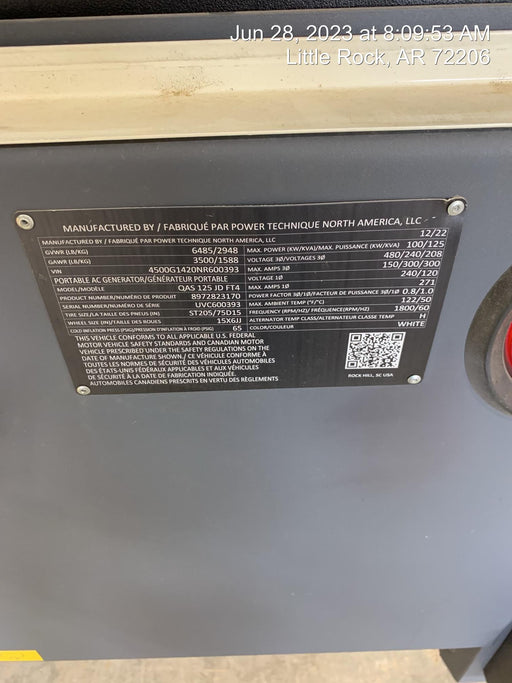 Jun 28, 2023 at 8:09:53 AM
Little Rock, AR 72206
MANUFACTURED BY / FABRIQUÉ PAR POWER TECHNIQUE NORTH AMERICA, LLC
MANUFACTURED BY / FABRIQUÉ PAR POWER TECHNIQUE NORTH AMERICA, LLC 12/22
GVWR (LB/KG) 6485/2948
GAWR (LB/KG) 3500/1588
VIN 4500G1420NR600393
PORTABLE AC GENERATOR/GÉNÉRATEUR PORTABLE
MODEL/MODÈLE QAS 125 JD FT4
PRODUCT NUMBER/NUMÉRO DE PRODUIT 8972823170
SERIAL NUMBER/NUMÉRO DE SÉRIE UVC600393
TIRE SIZE/LA TAILLE DES PNEUS (IN) ST205/75D15
WHEEL SIZE (IN)/TAILLE DES ROUES 15X6JJ
COLD INFLATION PRESS (PSIG)/PRESSION D'INFLATION À FROID (PSIG) 65
MAX. POWER (KW/KVA)/MAX. PUISSANCE (KW/KVA) 100/125
VOLTAGE 3Ø/VOLTAGES 3Ø 480/240/208
MAX. AMPS 3Ø 150/300/300
VOLTAGE 1Ø 240/120
MAX. AMPS 1Ø 271
POWER FACTOR 3Ø/1Ø/FACTEUR DE PUISSANCE 3Ø/1Ø 0.8/1.0
MAX. AMBIENT TEMP (°F/°C) 122/50
FREQUENCY (RPM/HZ)/ FRÉQUENCE(RPM/HZ) 1800/60
ALTERNATOR TEMP CLASS/ALTERNATEUR CLASSE TEMP H
COLOR/COULEUR WHITE
THIS VEHICLE CONFORMS TO ALL APPLICABLE U.S. FEDERAL
MOTOR VEHICLE SAFETY STANDARDS AND CANADIAN MOTOR
VEHICLE PRESCRIBED BY THE SAFETY REGULATIONS ON THE
DATE OF MANUFACTURE SHOWN./ CE VÉHICULE CONFORME À
TOUTES LES NORMES DE SÉCURITÉ DES VÉHICULES AUTOMOBILES
DES ÉTATS-UNIS FÉDÉRAUX APPLICABLES ET AUX VÉHICULES
DE SÉCURITÉ À LA DATE DE FABRICATION INDIQUÉE.
AUTOMOBILES CANADIENS PRESCRITS EN VERTU DES RÈGLEMENTS
ROCK HILL, SC USA